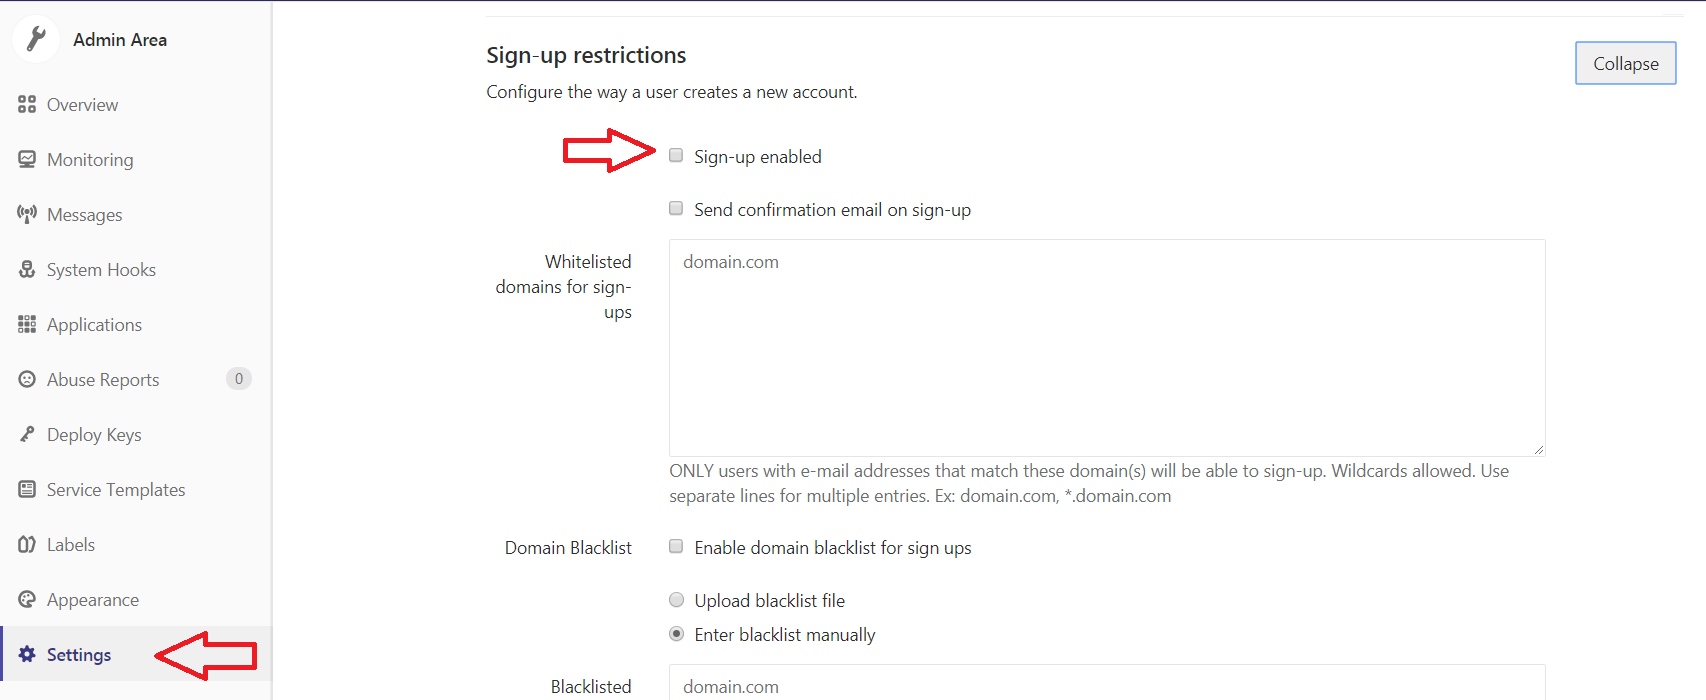 Admin Area
Overview
Monitoring
Messages
System Hooks
Applications
Abuse Reports 0
Deploy Keys
Service Templates
Labels
Appearance
Settings
Sign-up restrictions
Collapse
Configure the way a user creates a new account.
Sign-up enabled
Send confirmation email on sign-up
Whitelisted
domains for sign-
ups
domain.com
ONLY users with e-mail addresses that match these domain(s) will be able to sign-up. Wildcards allowed. Use
separate lines for multiple entries. Ex: domain.com, *.domain.com
Domain Blacklist
Enable domain blacklist for sign ups
Upload blacklist file
Enter blacklist manually
Blacklisted
domain.com